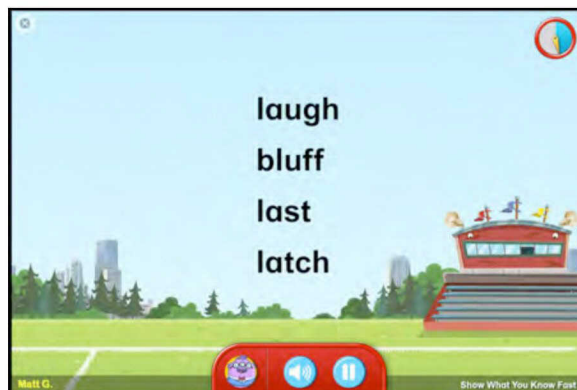 laugh
bluff
last
latch
Matt G.
Show What You Know Fast